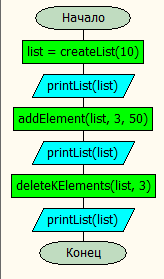 Начало
list = createList(10)
printList(list)
addElement(list, 3, 50)
printList(list)
deleteKElements(list, 3)
printList(list)
Конец